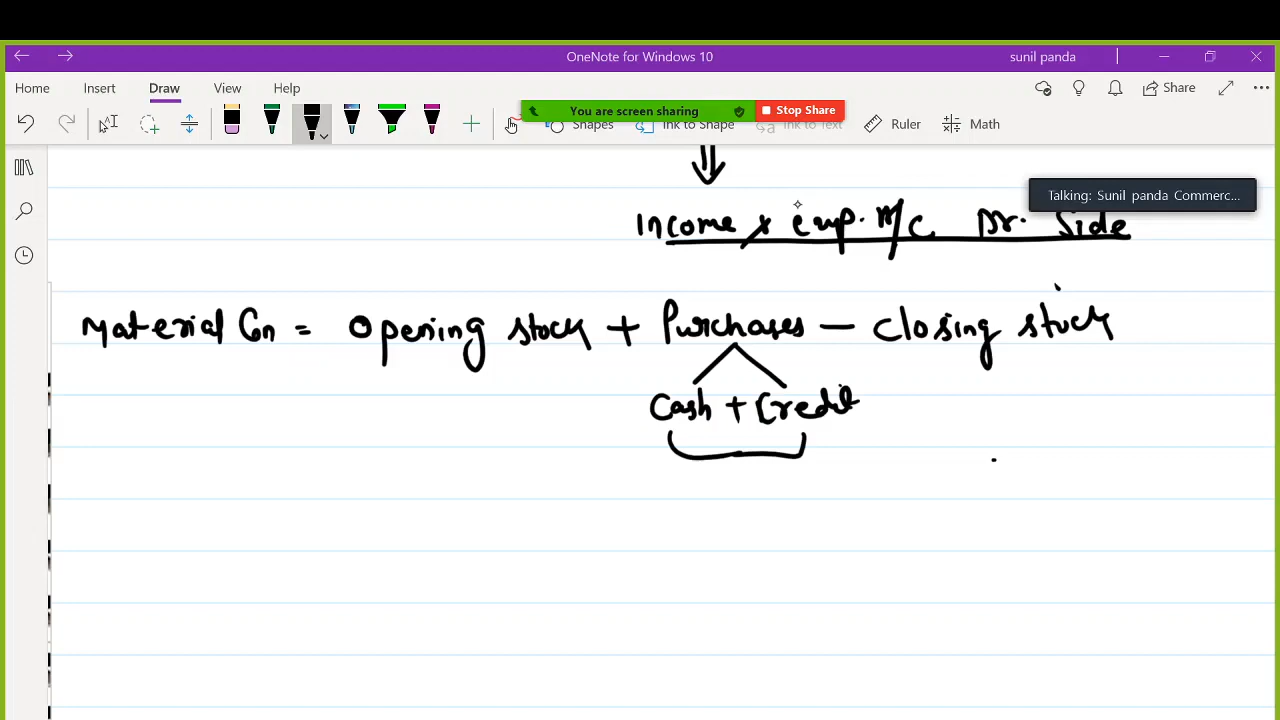 OneNote for Windows 10
sunil panda
Home Insert Draw View Help
Share
You are screen sharing
Stop Share
Shapes Ink to Shape Ink to Text Ruler Math
Talking: Sunil panda Commerc...
Income & exp. A/C Dr. Side
Material Con = Opening stock + Purchases - closing stock
Cash + Credit